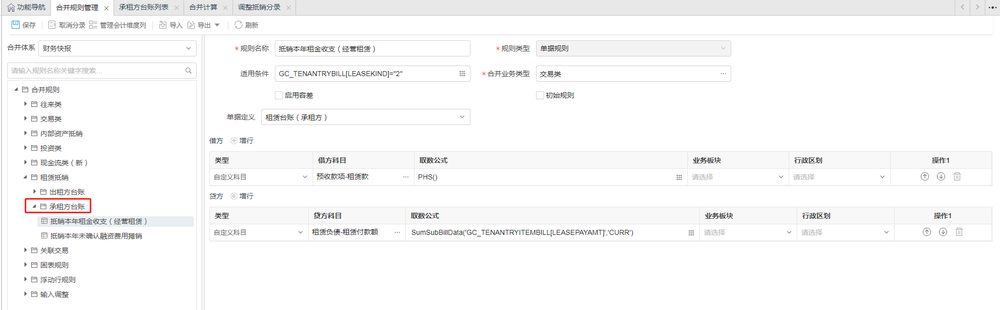 功能导航 合并规则管理 承租方台账列表 合并计算 调整抵销分录
保存 取消分录 管理会计维度列 导入 导出 刷新
合并体系 财务快报
请输入规则名称关键字搜索...
合并规则
往来类
交易类
内部资产抵销
投资类
现金流类（新）
租赁抵销
出租方台账
承租方台账
抵销本年租金收支（经营租赁）
抵销本年未确认融资费用摊销
关联交易
固表规则
浮动行规则
输入调整
*规则名称 抵销本年租金收支（经营租赁） *规则类型 单据规则
适用条件 GC_TENANTRYBILL[LEASEKIND]="2" *合并业务类型 交易类
启用容差 初始规则
单据定义 租赁台账（承租方）
借方 增行
类型 借方科目 取数公式 业务板块 行政区划 操作1
自定义科目 预收款项-租赁款 PHS() 请选择 请选择
贷方 增行
类型 贷方科目 取数公式 业务板块 行政区划 操作1
自定义科目 租赁负债-租赁付款额 SumSubBillData('GC_TENANTRYITEMBILL[LEASEPAYAMT]','CURR') 请选择 请选择